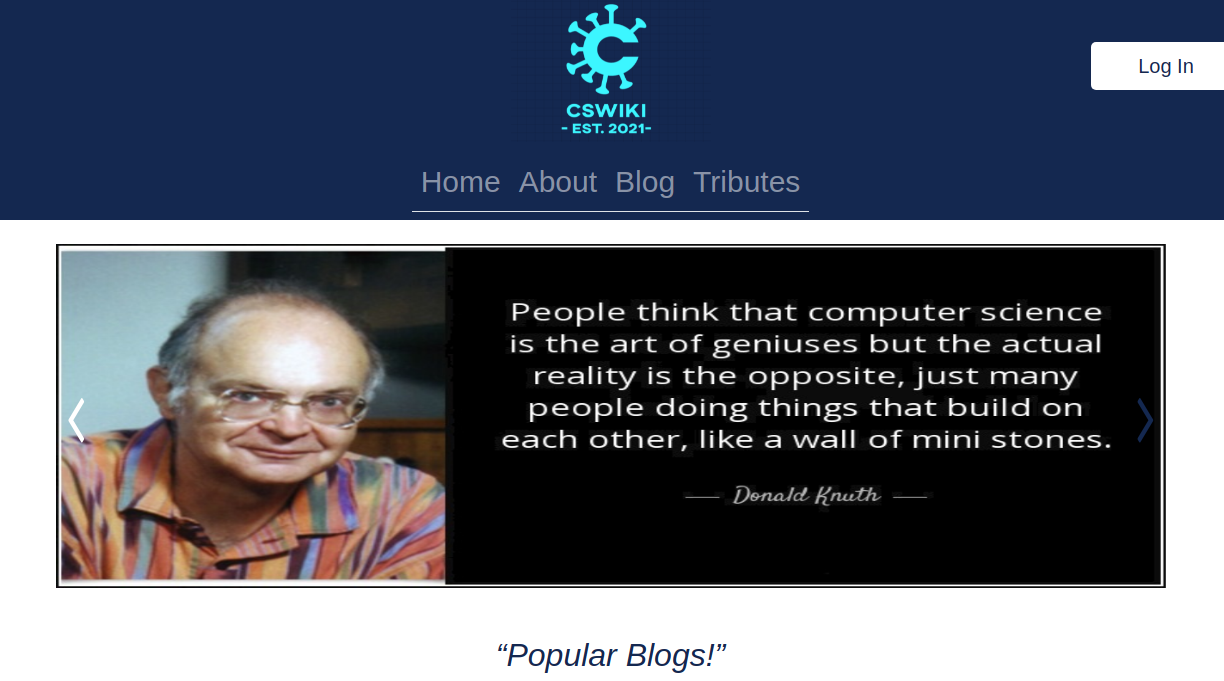 CSWIKI
- EST. 2021-
Log In
Home About Blog Tributes
People think that computer science
is the art of geniuses but the actual
reality is the opposite, just many
people doing things that build on
each other, like a wall of mini stones.
Donald Knuth
“Popular Blogs!”